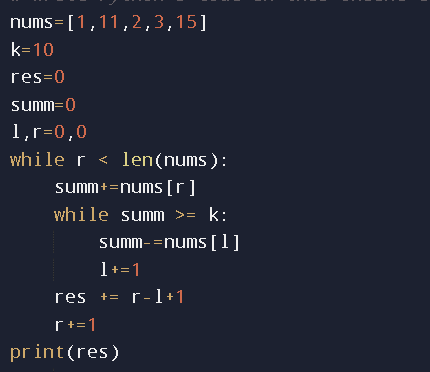 nums=[1,11,2,3,15]
k=10
res=0
summ=0
l,r=0,0
while r < len(nums):
    summ+=nums[r]
    while summ >= k:
        summ-=nums[l]
        l+=1
    res += r-l+1
    r+=1
print(res)